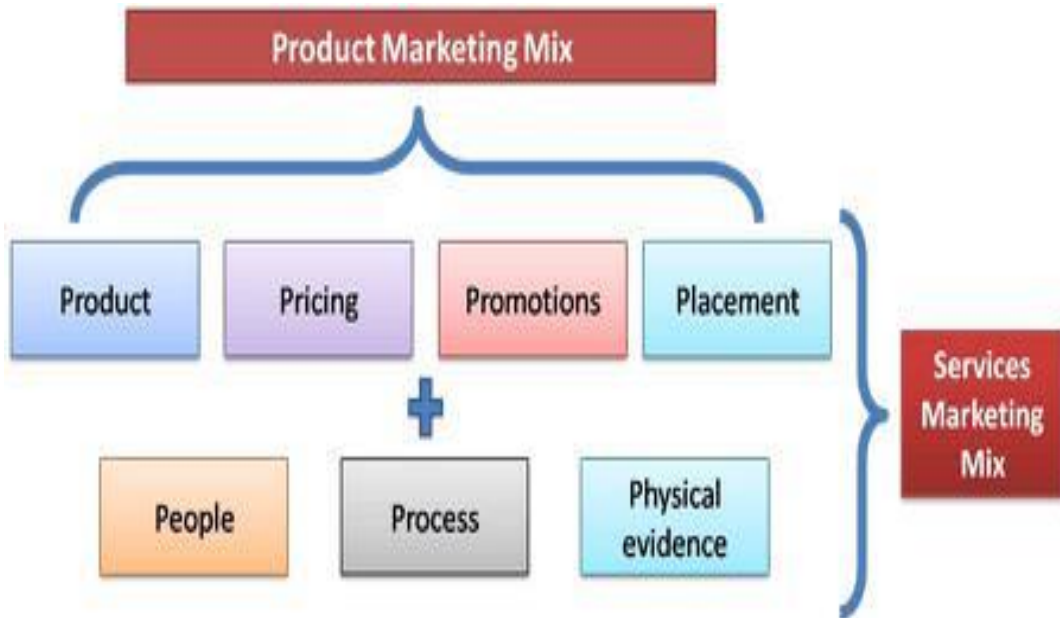 Product Marketing Mix
Product
Pricing
Promotions
Placement
People
Process
Physical
evidence
Services
Marketing
Mix